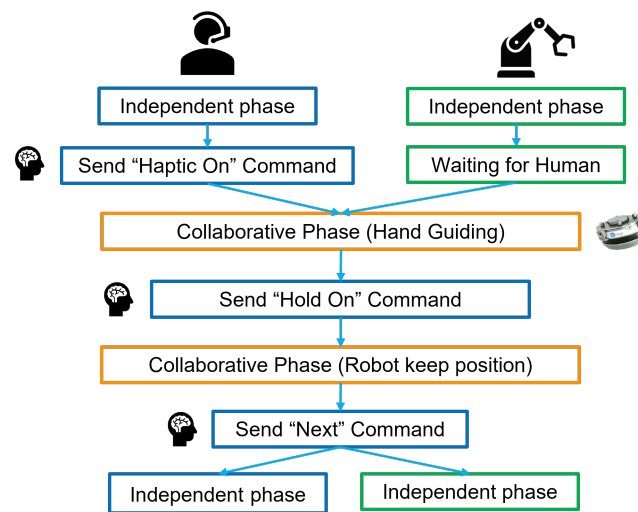 Independent phase
Independent phase
Send “Haptic On” Command
Waiting for Human
Collaborative Phase (Hand Guiding)
Send “Hold On” Command
Collaborative Phase (Robot keep position)
Send “Next” Command
Independent phase
Independent phase